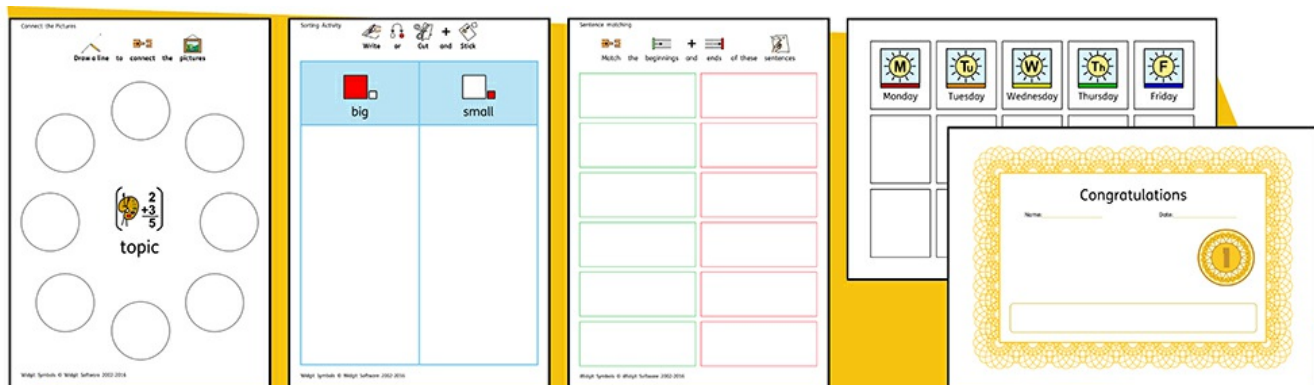 Connect the Pictures
Draw a line to connect the pictures
2
+3
5
topic
Widgit Symbols © Widgit Software 2002-2016
Sorting Activity
Write or Cut and Stick
big small
Widgit Symbols © Widgit Software 2002-2016
Sentence matching
Match the beginnings and ends of these sentences
Widgit Symbols © Widgit Software 2002-2016
M Tu W Th F
Monday Tuesday Wednesday Thursday Friday
Congratulations
Name: Date:
1